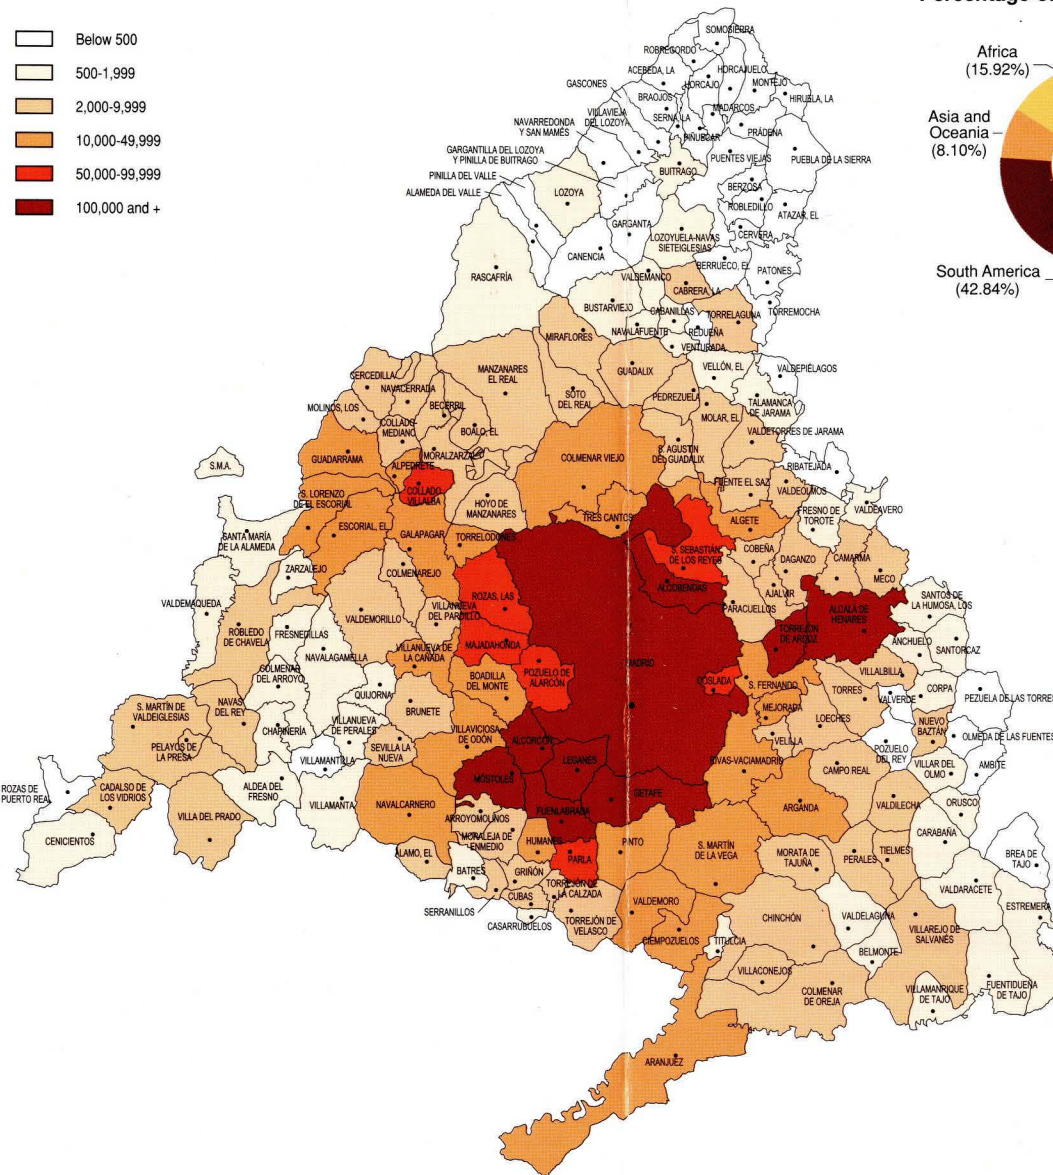 Percentage o
Below 500
500-1,999
2,000-9,999
10,000-49,999
50,000-99,999
100,000 and +
Africa
(15.92%)
Asia and
Oceania
(8.10%)
South America
(42.84%)
SOMOSIERRA
ROBREGORDO
ACEBEDA, LA
HORCAJUELO
HORCAJO
MONTEJO
GASCONES
BRAOJOS
HIRUELA, LA
VILLAVIEJA
DEL LOZOYA
SERNA, LA
MADARCOS
NAVARREDONDA
Y SAN MAMÉS
PIÑUECAR
PRÁDENA
GARGANTILLA DEL LOZOYA
Y PINILLA DE BUITRAGO
PUENTES VIEJAS
PUEBLA DE LA SIERRA
PINILLA DEL VALLE
BUITRAGO
ALAMEDA DEL VALLE
LOZOYA
BERZOSA
ROBLEDILLO
ATAZAR, EL
GARGANTA
LOZOYUELA-NAVAS
SIETEIGLESIAS
CERVERA
CANENCIA
BERRUECO, EL
RASCAFRÍA
VALDEMANCO
PATONES
CABRERA, LA
BUSTARVIEJO
CABANILLAS
TORRELAGUNA
TORREMOCHA
MIRAFLORES
NAVALAFUENTE
REDUEÑA
VENTURADA
MANZANARES
EL REAL
GUADALIX
VELLÓN, EL
VALDEPIÉLAGOS
CERCEDILLA
NAVACERRADA
SOTO
DEL REAL
PEDREZUELA
TALAMANCA
DE JARAMA
MOLINOS, LOS
BECERRIL
MOLAR, EL
COLLADO-
MEDIANO
BOALO, EL
VALDETORRES DE JARAMA
GUADARRAMA
MORALZARZAL
COLMENAR VIEJO
S. AGUSTÍN
DEL GUADALIX
S.M.A.
ALPEDRETE
RIBATEJADA
COLLADO
VILLALBA
FUENTE EL SAZ
VALDEOLMOS
S. LORENZO
DE EL ESCORIAL
HOYO DE
MANZANARES
VALDEAVERO
TRES CANTOS
ALGETE
FRESNO DE
TOROTE
ESCORIAL, EL
SANTA MARÍA
DE LA ALAMEDA
GALAPAGAR
TORRELODONES
S. SEBASTIÁN
DE LOS REYES
COBEÑA
DAGANZO
CAMARMA
ZARZALEJO
COLMENAREJO
MECO
ALCOBENDAS
AJALVIR
VALDEMAQUEDA
ROZAS, LAS
PARACUELLOS
SANTOS DE
LA HUMOSA, LOS
VALDEMORILLO
VILLANUEVA
DEL PARDILLO
ALCALÁ DE
HENARES
ROBLEDO
DE CHAVELA
FRESNEDILLAS
TORREJÓN
DE ARDOZ
ANCHUELO
SANTORCAZ
NAVALAGAMELLA
MAJADAHONDA
VILLANUEVA DE
LA CAÑADA
MADRID
COLMENAR
DEL ARROYO
POZUELO DE
ALARCÓN
COSLADA
S. FERNANDO
VILLALBILLA
BOADILLA
DEL MONTE
QUIJORNA
TORRES
VALVERDE
CORPA
PEZUELA DE LAS TORRE
S. MARTÍN DE
VALDEIGLESIAS
NAVAS
DEL REY
BRUNETE
MEJORADA
LOECHES
NUEVO
BAZTÁN
OLMEDA DE LAS FUENTES
CHAPINERÍA
VILLANUEVA
DE PERALES
VILLAVICIOSA
DE ODÓN
VELILLA
PELAYOS DE
LA PRESA
SEVILLA LA
NUEVA
ALCORCÓN
POZUELO
DEL REY
VILLAMANTILLA
LEGANÉS
RIVAS-VACIAMADRID
CAMPO REAL
VILLAR DEL
OLMO
AMBITE
ROZAS DE
PUERTO REAL
CADALSO DE
LOS VIDRIOS
ALDEA DEL
FRESNO
MÓSTOLES
GETAFE
VILLA DEL PRADO
VILLAMANTA
NAVALCARNERO
FUENLABRADA
ARGANDA
VALDILECHA
ORUSCO
ARROYOMOLINOS
CENICIENTOS
MORALEJA DE
ENMEDIO
HUMANES
PINTO
S. MARTÍN
DE LA VEGA
CARABAÑA
MORATA DE
TAJUÑA
PERALES
TIELMES
BREA DE
TAJO
ÁLAMO, EL
PARLA
GRIÑÓN
BATRES
TORREJÓN DE
LA CALZADA
VALDARACETE
CUBAS
SERRANILLOS
VALDEMORO
CHINCHÓN
VALDELAGUNA
ESTREMERA
CASARRUBUELOS
TORREJÓN DE
VELASCO
VILLAREJO DE
SALVANÉS
CIEMPOZUELOS
TITULCIA
BELMONTE
VILLACONEJOS
COLMENAR
DE OREJA
VILLAMANRIQUE
DE TAJO
FUENTIDUEÑA
DE TAJO
ARANJUEZ